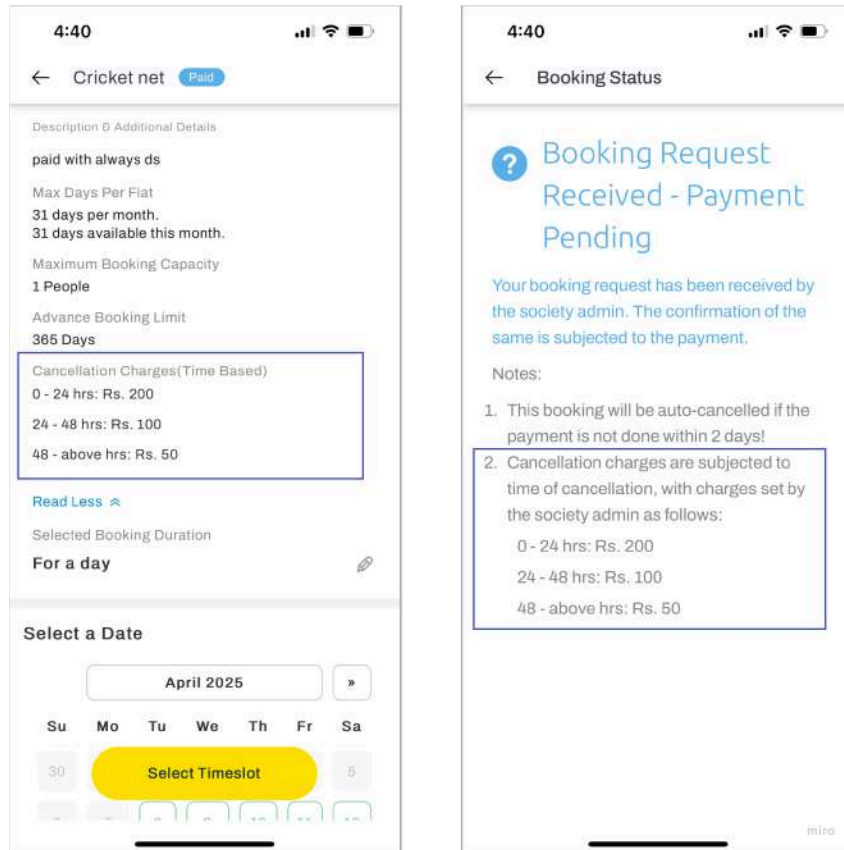 4:40
Cricket net Paid
Description & Additional Details
paid with always ds
Max Days Per Flat
31 days per month.
31 days available this month.
Maximum Booking Capacity
1 People
Advance Booking Limit
365 Days
Cancellation Charges(Time Based)
0 - 24 hrs: Rs. 200
24 - 48 hrs: Rs. 100
48 - above hrs: Rs. 50
Read Less
Selected Booking Duration
For a day
Select a Date
April 2025 »
Su Mo Tu We Th Fr Sa
30 Select Timeslot 5
4:40
Booking Status
Booking Request
Received - Payment
Pending
Your booking request has been received by
the society admin. The confirmation of the
same is subjected to the payment.
Notes:
1. This booking will be auto-cancelled if the
payment is not done within 2 days!
2. Cancellation charges are subjected to
time of cancellation, with charges set by
the society admin as follows:
0 - 24 hrs: Rs. 200
24 - 48 hrs: Rs. 100
48 - above hrs: Rs. 50
miro